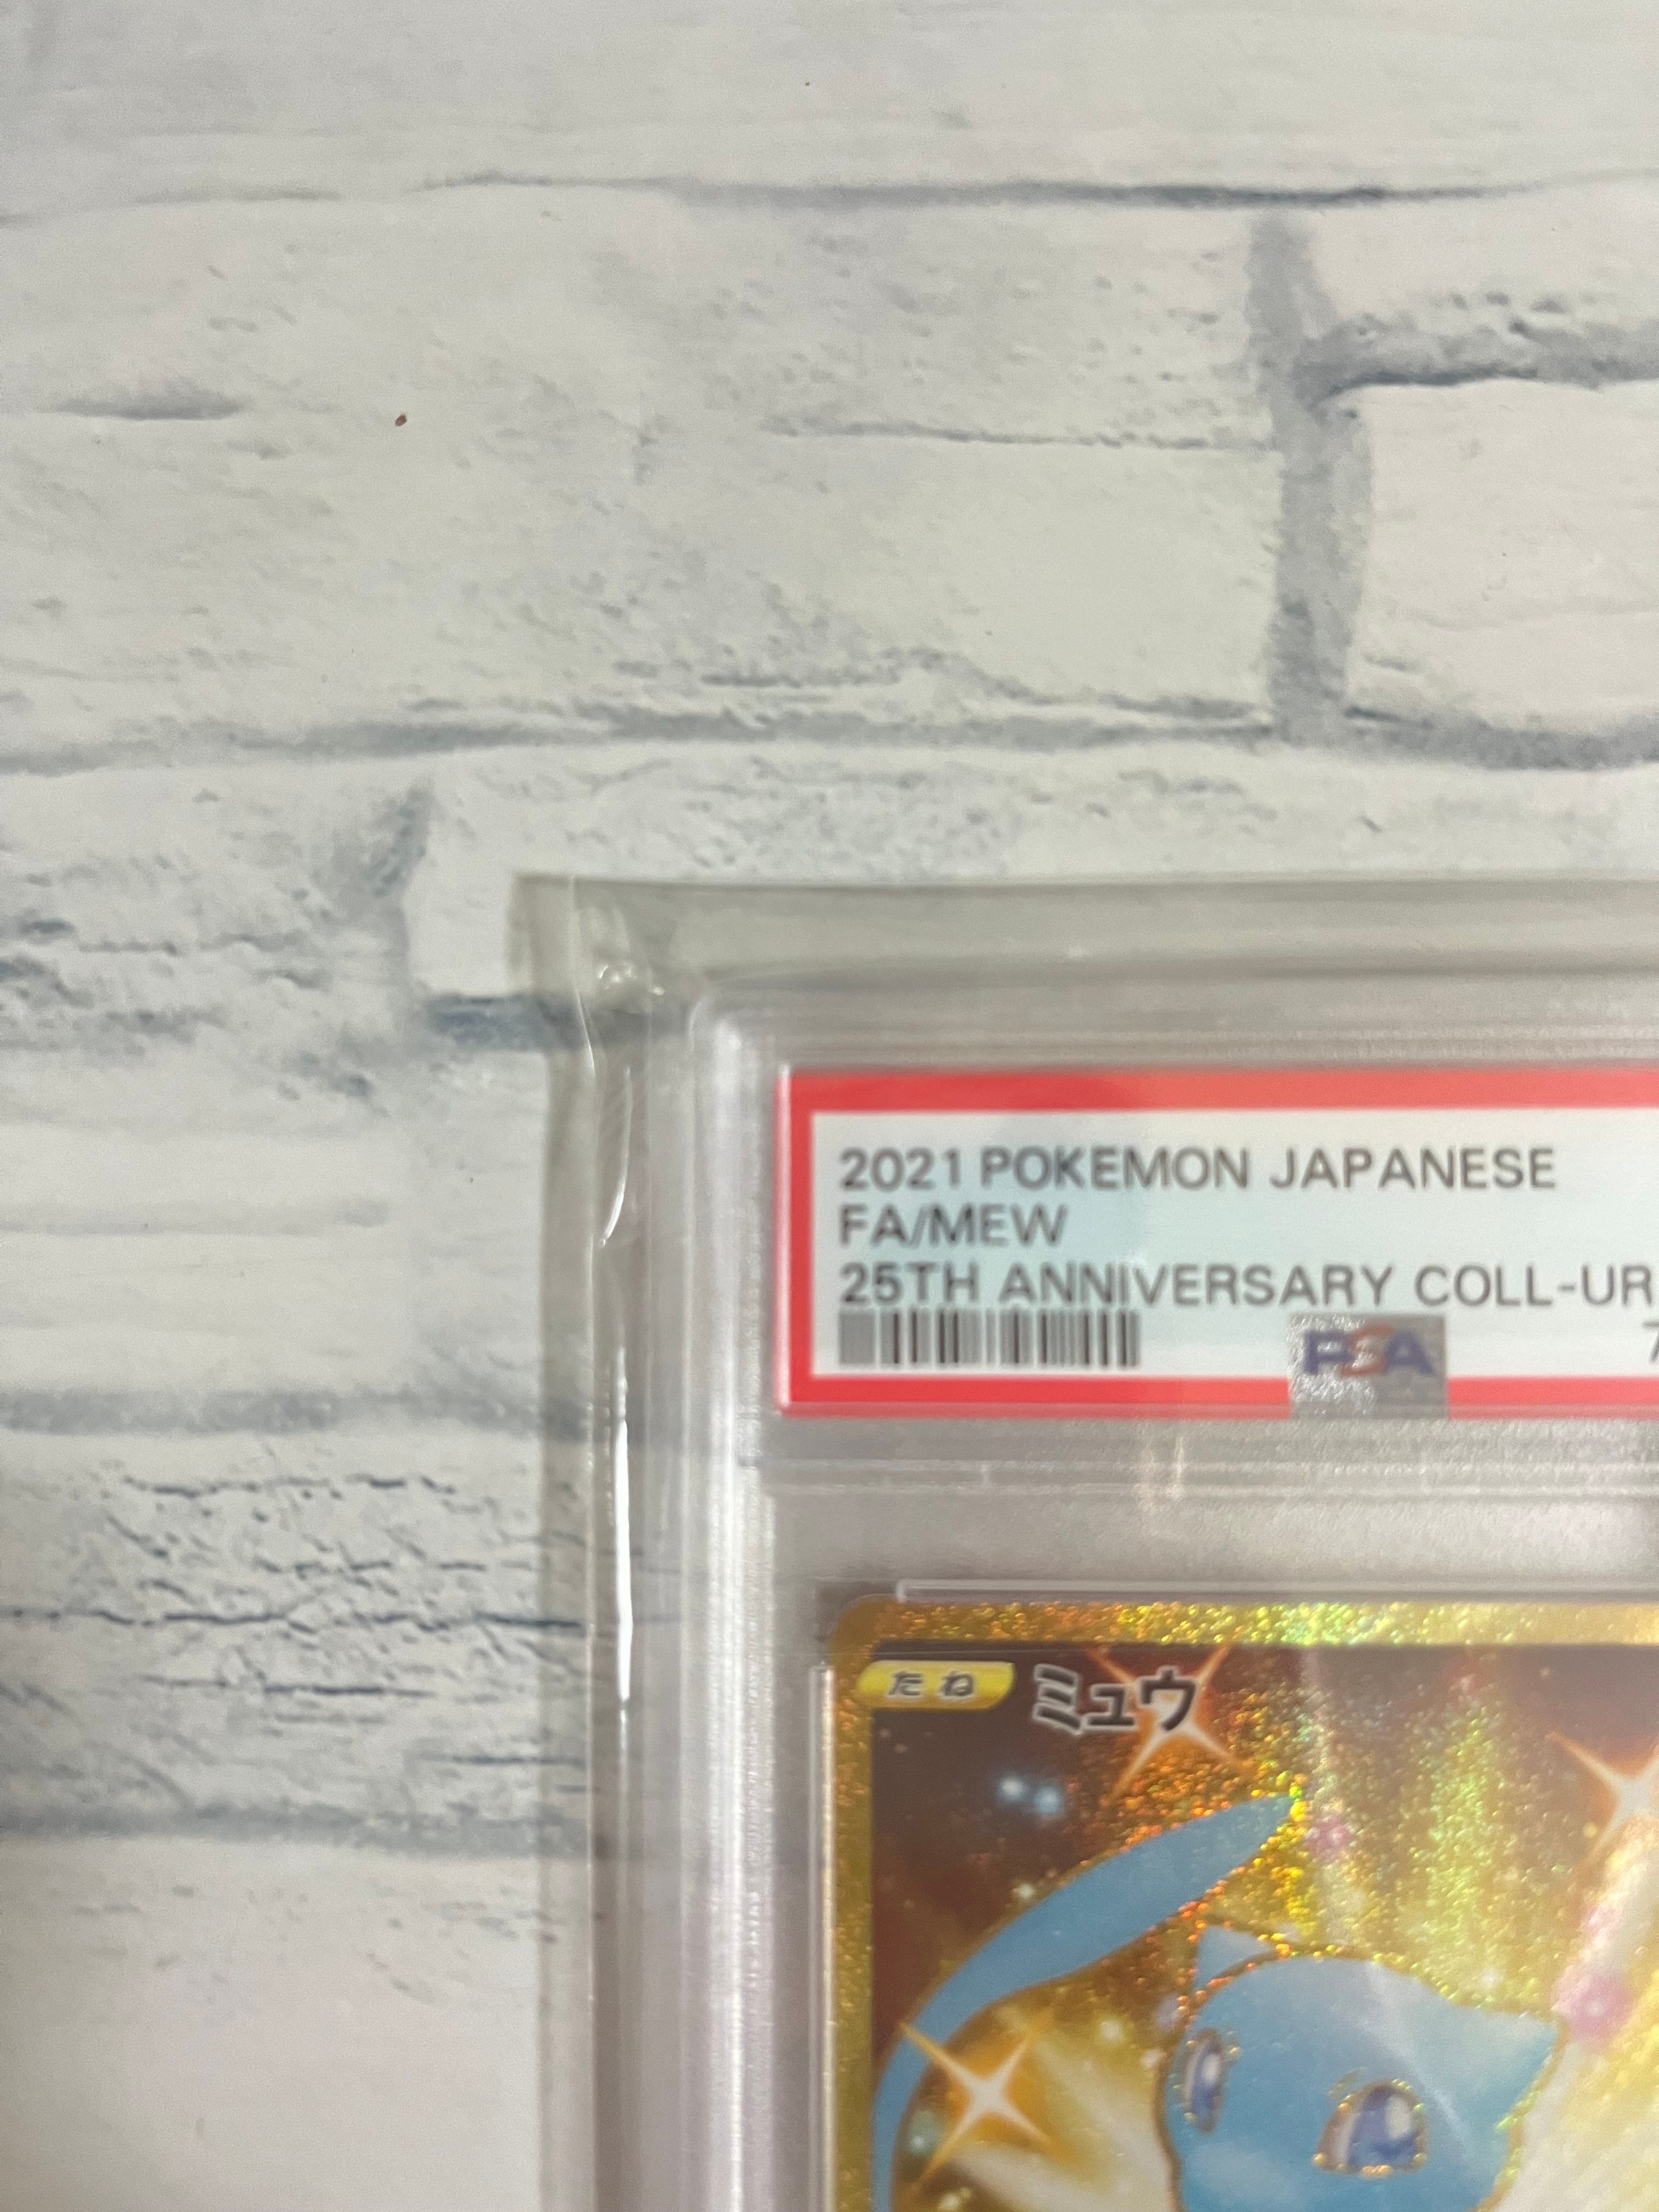 2021 POKEMON JAPANESE
FA/MEW
25TH ANNIVERSARY COLL-UR
PSA
たね ミュウ